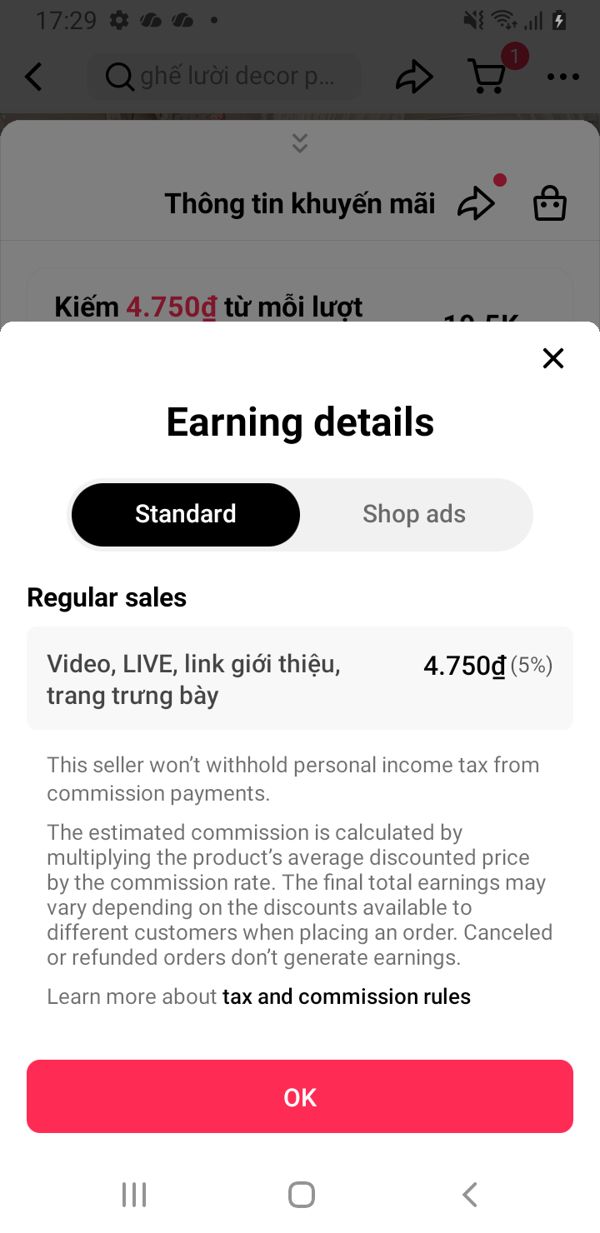 17:29
1
ghế lười decor p...
Thông tin khuyến mãi
Kiếm 4.750₫ từ mỗi lượt
Earning details
Standard
Shop ads
Regular sales
Video, LIVE, link giới thiệu,
trang trưng bày
4.750₫ (5%)
This seller won’t withhold personal income tax from
commission payments.
The estimated commission is calculated by
multiplying the product’s average discounted price
by the commission rate. The final total earnings may
vary depending on the discounts available to
different customers when placing an order. Canceled
or refunded orders don’t generate earnings.
Learn more about tax and commission rules
OK